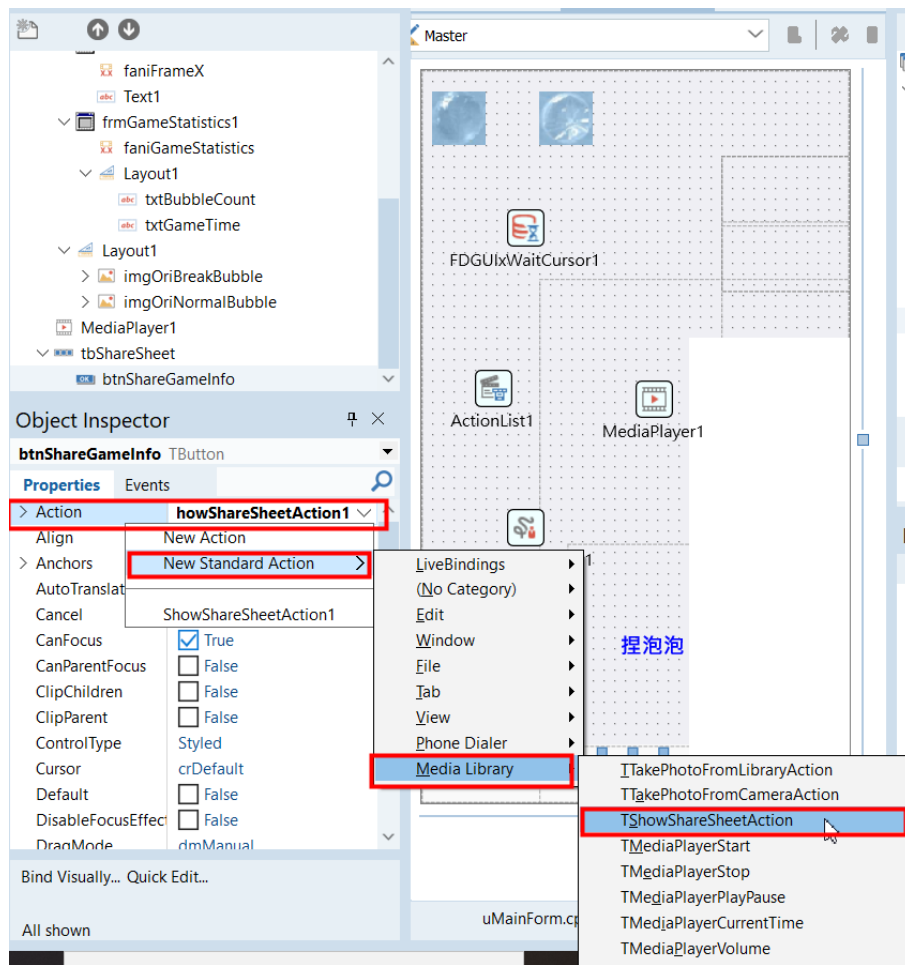 Master
faniFrameX
Text1
frmGameStatistics1
faniGameStatistics
Layout1
txtBubbleCount
txtGameTime
Layout1
imgOriBreakBubble
imgOriNormalBubble
MediaPlayer1
tbShareSheet
btnShareGameInfo
FDGUIxWaitCursor1
ActionList1
MediaPlayer1
1
捏泡泡
uMainForm.cp
Object Inspector
btnShareGameInfo TButton
Properties Events
Action howShareSheetAction1
Align
Anchors
AutoTranslat
Cancel
CanFocus True
CanParentFocus False
ClipChildren False
ClipParent False
ControlType Styled
Cursor crDefault
Default False
DisableFocusEffect False
DragMode dmManual
Bind Visually... Quick Edit...
All shown
New Action
New Standard Action
ShowShareSheetAction1
LiveBindings
(No Category)
Edit
Window
File
Tab
View
Phone Dialer
Media Library
TTakePhotoFromLibraryAction
TTakePhotoFromCameraAction
TShowShareSheetAction
TMediaPlayerStart
TMediaPlayerStop
TMediaPlayerPlayPause
TMediaPlayerCurrentTime
TMediaPlayerVolume